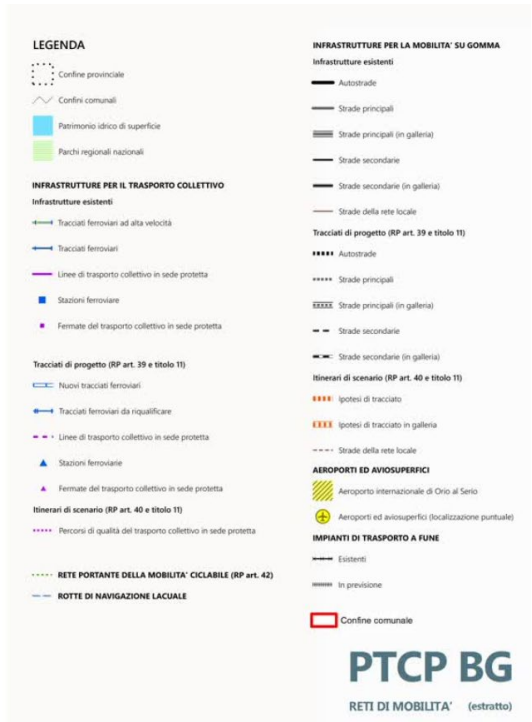 LEGENDA
Confine provinciale
Confini comunali
Patrimonio idrico di superficie
Parchi regionali nazionali
INFRASTRUTTURE PER IL TRASPORTO COLLETTIVO
Infrastrutture esistenti
Tracciati ferroviari ad alta velocità
Tracciati ferroviari
Linee di trasporto collettivo in sede protetta
Stazioni ferroviare
Fermate del trasporto collettivo in sede protetta
Tracciati di progetto (RP art. 39 e titolo 11)
Nuovi tracciati ferroviari
Tracciati ferroviari da riqualificare
Linee di trasporto collettivo in sede protetta
Stazioni ferroviarie
Fermate del trasporto collettivo in sede protetta
Itinerari di scenario (RP art. 40 e titolo 11)
Percorsi di qualità del trasporto collettivo in sede protetta
RETE PORTANTE DELLA MOBILITA' CICLABILE (RP art. 42)
ROTTE DI NAVIGAZIONE LACUALE
INFRASTRUTTURE PER LA MOBILITA' SU GOMMA
Infrastrutture esistenti
Autostrade
Strade principali
Strade principali (in galleria)
Strade secondarie
Strade secondarie (in galleria)
Strade della rete locale
Tracciati di progetto (RP art. 39 e titolo 11)
Autostrade
Strade principali
Strade principali (in galleria)
Strade secondarie
Strade secondarie (in galleria)
Itinerari di scenario (RP art. 40 e titolo 11)
Ipotesi di tracciato
Ipotesi di tracciato in galleria
Strade della rete locale
AEROPORTI ED AVIOSUPERFICI
Aeroporto internazionale di Orio al Serio
Aeroporti ed aviosuperfici (localizzazione puntuale)
IMPIANTI DI TRASPORTO A FUNE
Esistenti
In previsione
Confine comunale
PTCP BG
RETI DI MOBILITA' (estratto)